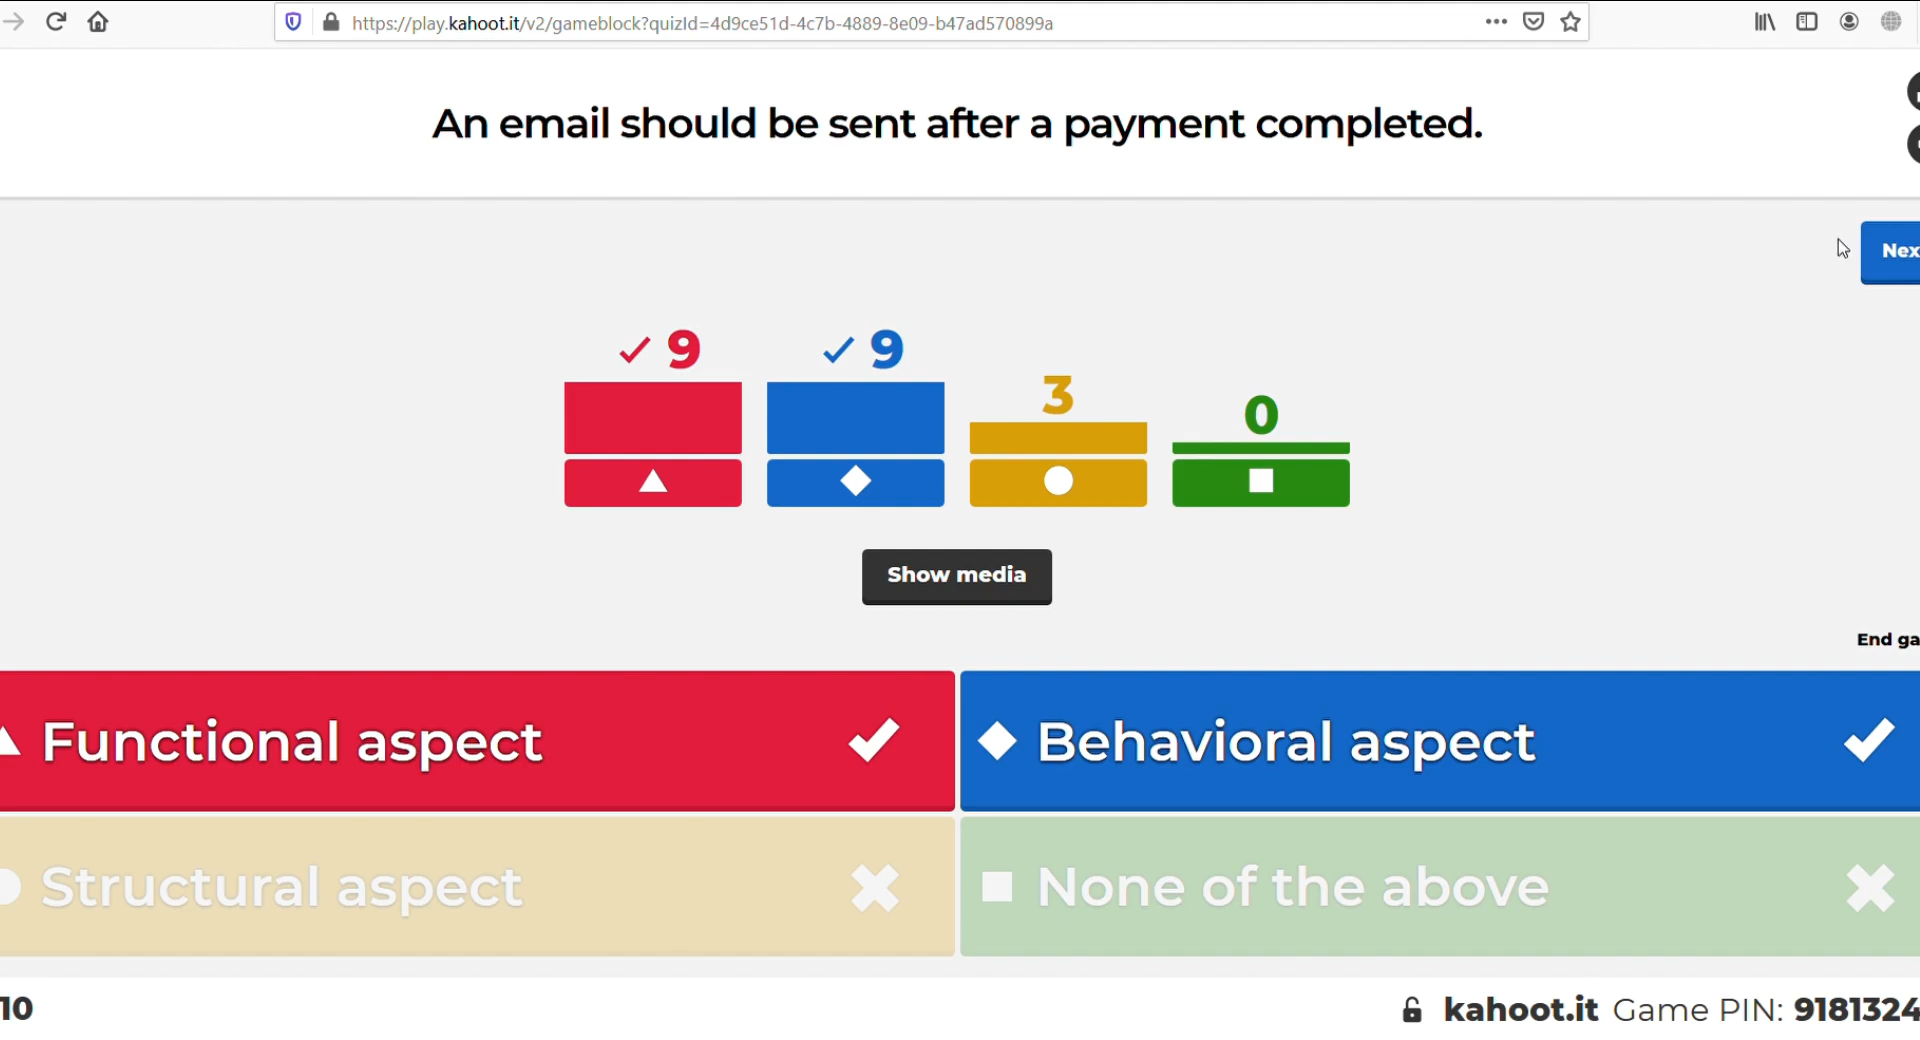 https://play.kahoot.it/v2/gameblock?quizId=4d9ce51d-4c7b-4889-8e09-b47ad570899a
An email should be sent after a payment completed.
Nex
9
9
3
0
Show media
End ga
Functional aspect
Behavioral aspect
Structural aspect
None of the above
10
kahoot.it Game PIN: 9181324